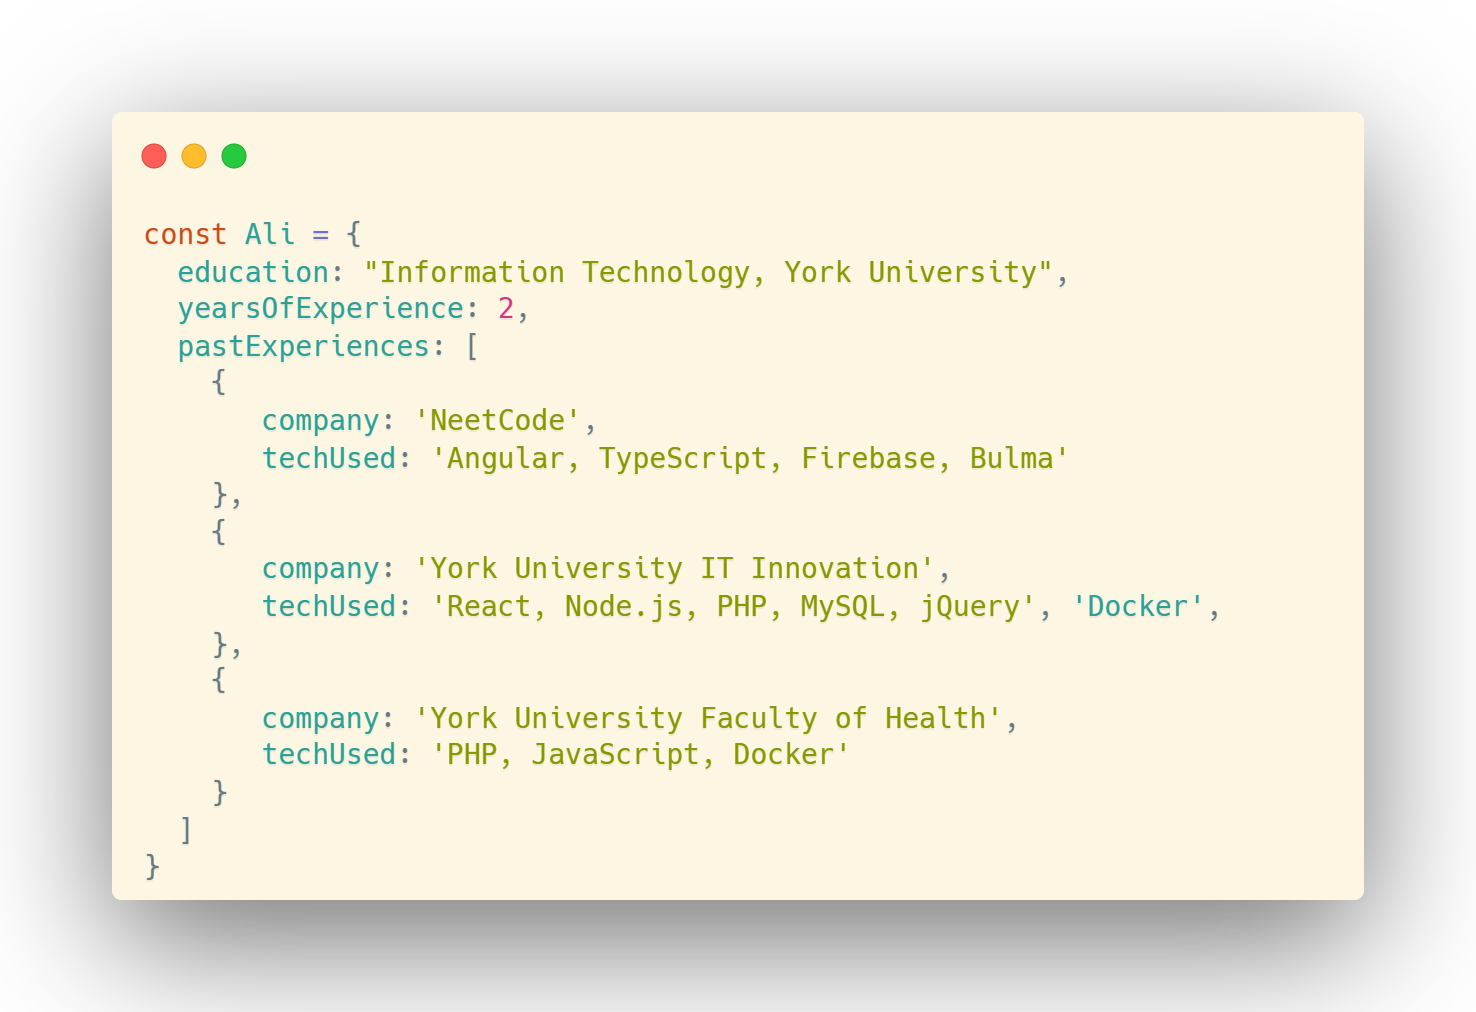 const Ali = {
  education: "Information Technology, York University",
  yearsOfExperience: 2,
  pastExperiences: [
    {
       company: 'NeetCode',
       techUsed: 'Angular, TypeScript, Firebase, Bulma'
    },
    {
       company: 'York University IT Innovation',
       techUsed: 'React, Node.js, PHP, MySQL, jQuery', 'Docker',
    },
    {
       company: 'York University Faculty of Health',
       techUsed: 'PHP, JavaScript, Docker'
    }
  ]
}